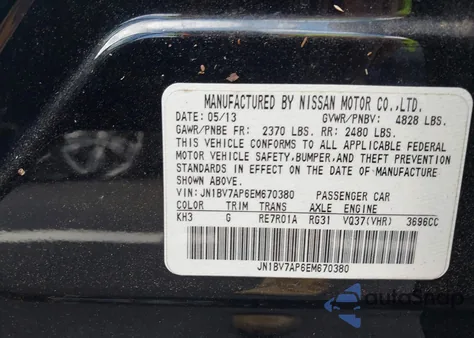 MANUFACTURED BY NISSAN MOTOR CO.,LTD.
DATE: 05/13 GVWR/PNBV: 4828 LBS.
GAWR/PNBE FR: 2370 LBS. RR: 2480 LBS.
THIS VEHICLE CONFORMS TO ALL APPLICABLE FEDERAL
MOTOR VEHICLE SAFETY,BUMPER,AND THEFT PREVENTION
STANDARDS IN EFFECT ON THE DATE OF MANUFACTURE
SHOWN ABOVE.
VIN: JN1BV7AP6EM670380 PASSENGER CAR
COLOR TRIM TRANS AXLE ENGINE
KH3 G RE7R01A RG31 VQ37(VHR) 3696CC
JN1BV7AP6EM670380
autoSnap